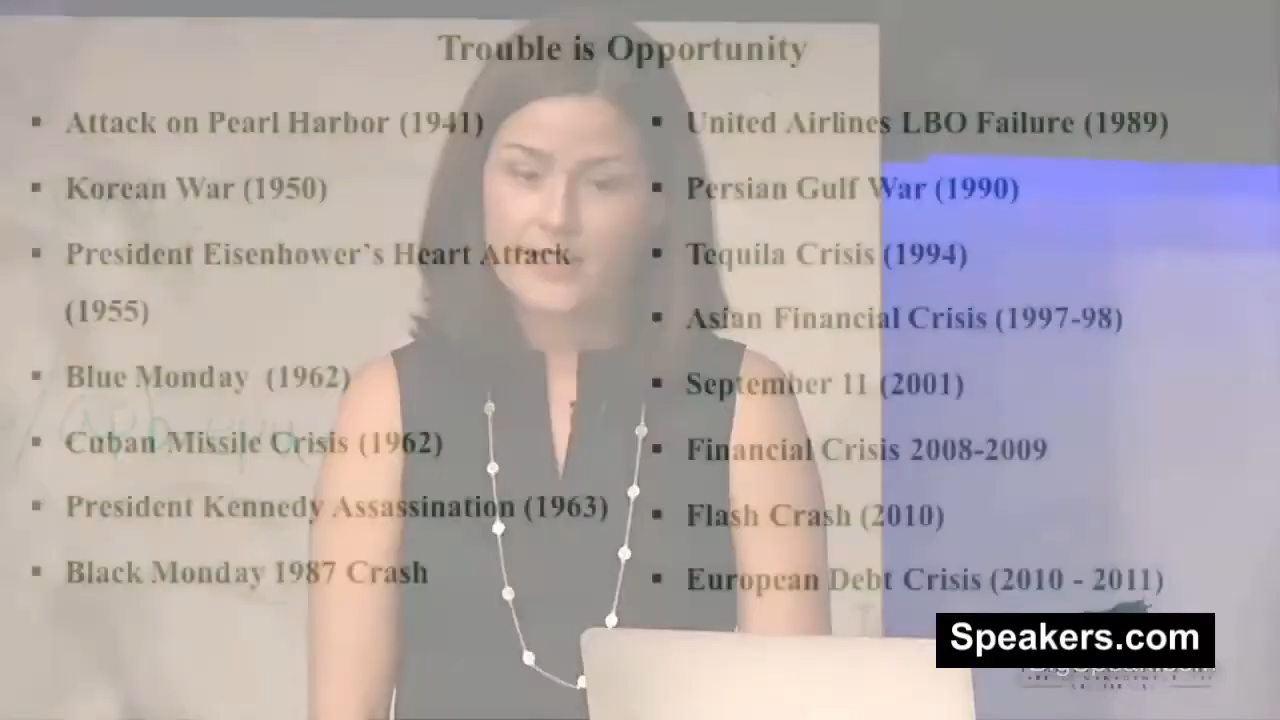 Trouble is Opportunity
▪ Attack on Pearl Harbor (1941)
▪ Korean War (1950)
▪ President Eisenhower’s Heart Attack
(1955)
▪ Blue Monday (1962)
▪ Cuban Missile Crisis (1962)
▪ President Kennedy Assassination (1963)
▪ Black Monday 1987 Crash
▪ United Airlines LBO Failure (1989)
▪ Persian Gulf War (1990)
▪ Tequila Crisis (1994)
▪ Asian Financial Crisis (1997-98)
▪ September 11 (2001)
▪ Financial Crisis 2008-2009
▪ Flash Crash (2010)
▪ European Debt Crisis (2010 - 2011)
Speakers.com